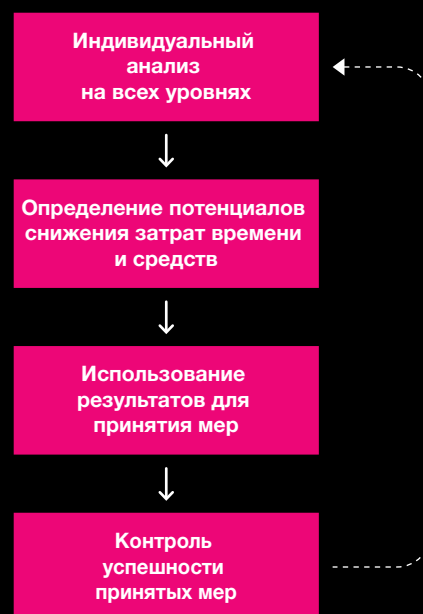 Индивидуальный
анализ
на всех уровнях
Определение потенциалов
снижения затрат времени
и средств
Использование
результатов для
принятия мер
Контроль
успешности
принятых мер